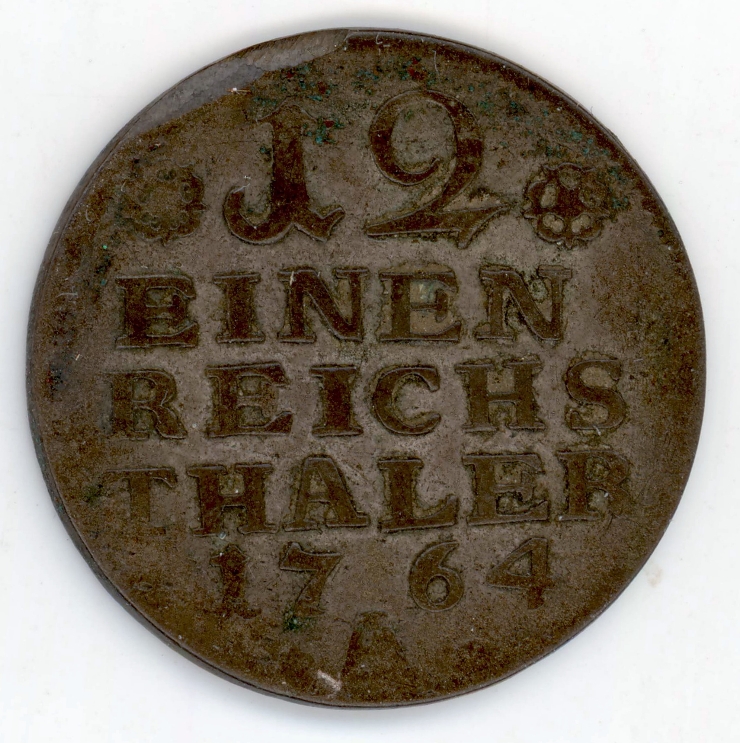 12
EINEN
REICHS
THALER
1764
A